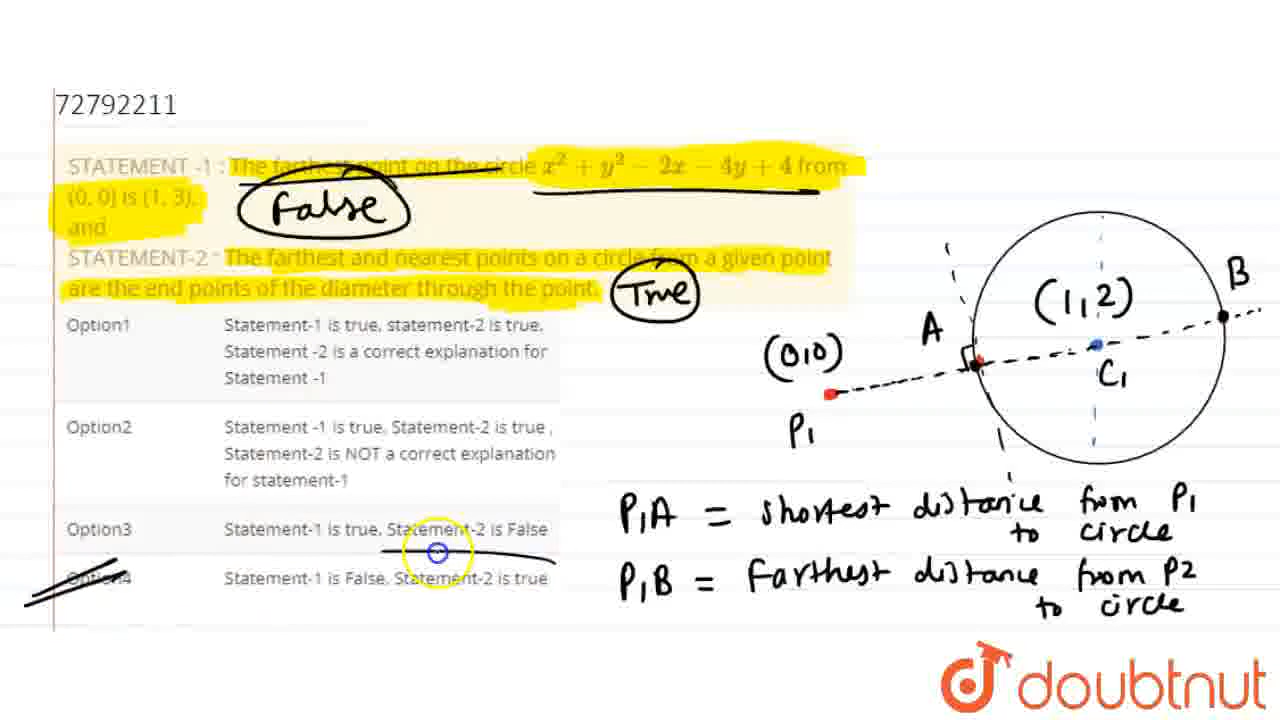 72792211
STATEMENT -1 : The farthest point on the circle x² + y² − 2x − 4y + 4 from
(0, 0] is (1, 3).
False
and
STATEMENT-2 : The farthest and nearest points on a circle from a given point
are the end points of the diameter through the point.
True
Option1 Statement-1 is true, statement-2 is true.
Statement -2 is a correct explanation for
Statement -1
Option2 Statement -1 is true, Statement-2 is true ,
Statement-2 is NOT a correct explanation
for statement-1
Option3 Statement-1 is true, Statement-2 is False
Option4 Statement-1 is False, Statement-2 is true
B
(1,2)
A
(0,0)
C₁
P₁
P₁A = shortest distance from P₁
to circle
P₁B = farthest distance from P2
to circle
doubtnut